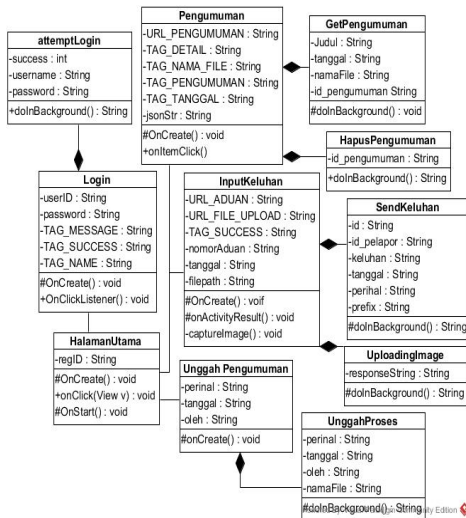 Pengumuman
-URL_PENGUMUMAN : String
-TAG_DETAIL : String
-TAG_NAMA_FILE : String
-TAG_PENGUMUMAN : String
-TAG_TANGGAL : String
-jsonStr : String
#OnCreate() : void
+onItemClick()
GetPengumuman
-Judul : String
-tanggal : String
-namaFile : String
-id_pengumuman String
#doInBackground() : void
attemptLogin
-success : int
-username : String
-password : String
+doInBackground() : String
HapusPengumuman
-id_pengumuman : String
+doInBackground() : String
Login
-userID : String
-password : String
-TAG_MESSAGE : String
-TAG_SUCCESS : String
-TAG_NAME : String
#OnCreate() : void
+OnClickListener() : void
InputKeluhan
-URL_ADUAN : String
-URL_FILE_UPLOAD : String
-TAG_SUCCESS : String
-nomorAduan : String
-tanggal : String
-filepath : String
#OnCreate() : voif
#onActivityResult() : void
-captureImage() : void
SendKeluhan
-id : String
-id_pelapor : String
-keluhan : String
-tanggal : String
-perihal : String
-prefix : String
#doInBackground() : String
HalamanUtama
-regID : String
#OnCreate() : void
+onClick(View v) : void
#OnStart() : void
UploadingImage
-responseString : String
#doInBackground() : String
Unggah Pengumuman
-perinal : String
-tanggal : String
-oleh : String
#onCreate() : void
UnggahProses
-perinal : String
-tanggal : String
-oleh : String
-namaFile : String
#doInBackground() : String
Community Edition